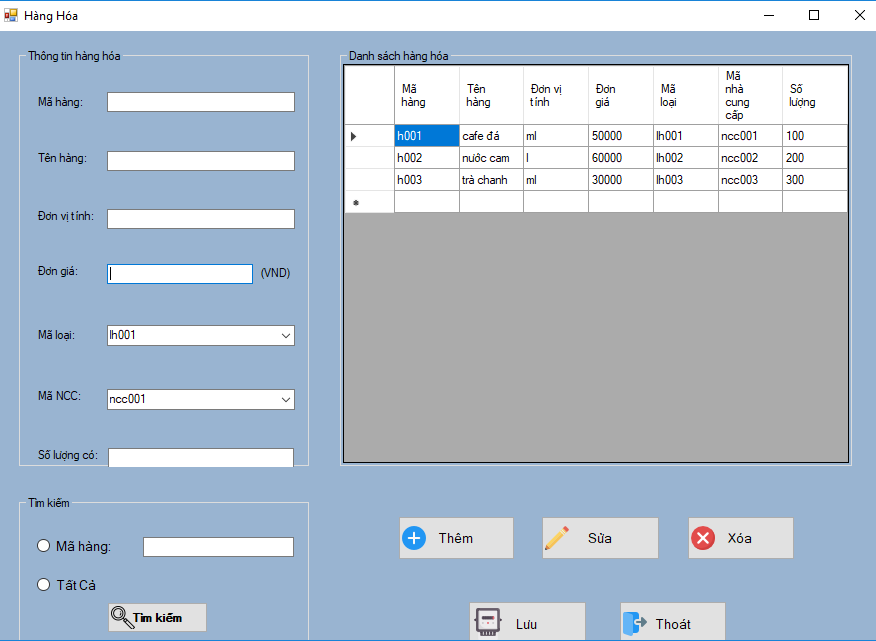 Hàng Hóa
Thông tin hàng hóa
Mã hàng:
Tên hàng:
Đơn vị tính:
Đơn giá:
(VND)
Mã loại:
lh001
Mã NCC:
ncc001
Số lượng có:
Danh sách hàng hóa
Mã hàng Tên hàng Đơn vị tính Đơn giá Mã loại Mã nhà cung cấp Số lượng
h001 cafe đá ml 50000 lh001 ncc001 100
h002 nước cam l 60000 lh002 ncc002 200
h003 trà chanh ml 30000 lh003 ncc003 300
Tìm kiếm
Mã hàng:
Tất Cả
Tìm kiếm
Thêm
Sửa
Xóa
Lưu
Thoát